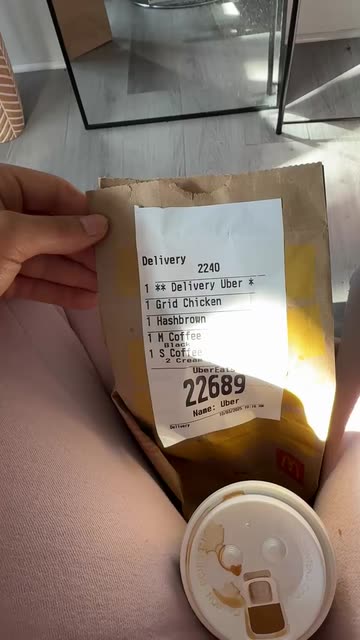 Delivery
2240
1 ** Delivery Uber *
1 Grid Chicken
1 Hashbrown
1 M Coffee
Black
1 S Coffee
2 Cream
UberEats
22689
Name: Uber
Delivery